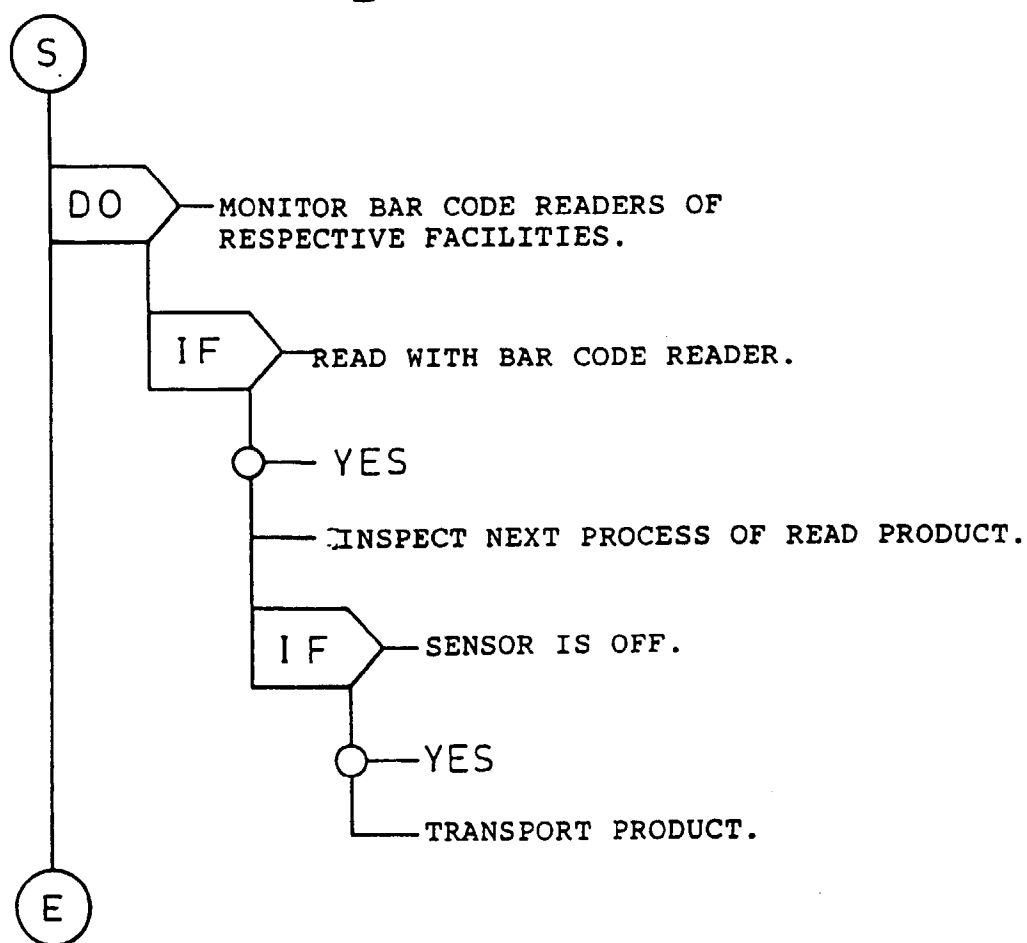 S
DO
MONITOR BAR CODE READERS OF
RESPECTIVE FACILITIES.
IF
READ WITH BAR CODE READER.
YES
INSPECT NEXT PROCESS OF READ PRODUCT.
IF
SENSOR IS OFF.
YES
TRANSPORT PRODUCT.
E